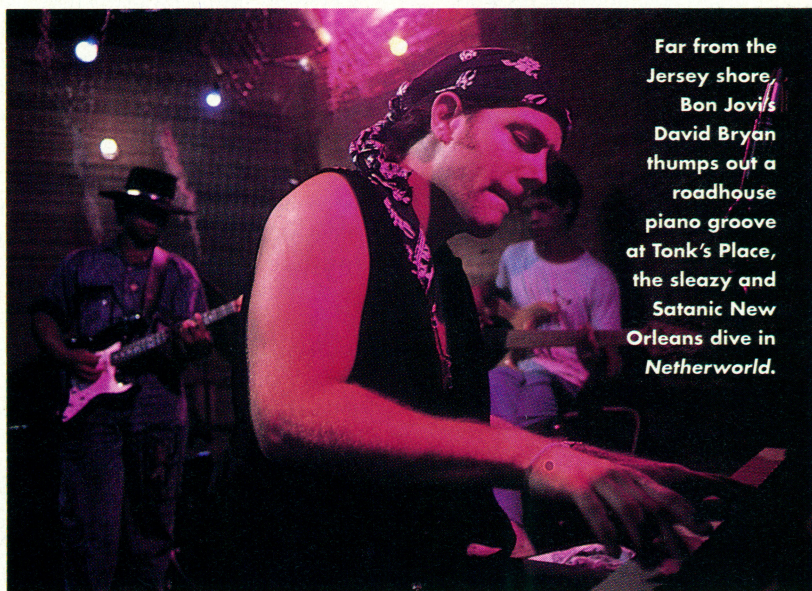 Far from the
Jersey shore,
Bon Jovi's
David Bryan
thumps out a
roadhouse
piano groove
at Tonk's Place,
the sleazy and
Satanic New
Orleans dive in
Netherworld.